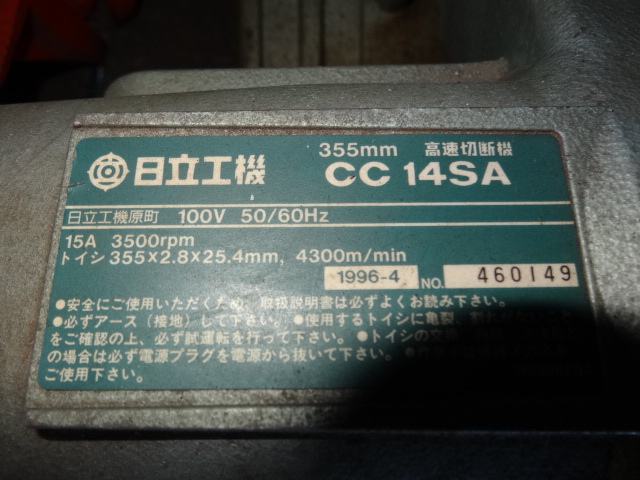 355mm 高速切断機
日立工機 CC 14SA
日立工機原町 100V 50/60Hz
15A 3500rpm
トイシ 355×2.8×25.4mm, 4300m/min
1996-4 NO. 460149
●安全にご使用いただくため、取扱説明書は必ずよくお読み下さい。
●必ずアース（接地）して下さい。●使用するトイシに亀裂、
をご確認の上、必ず試運転を行って下さい。●トイシの交
の場合は必ず電源プラグを電源から抜いて下さい。●
ご使用下さい。